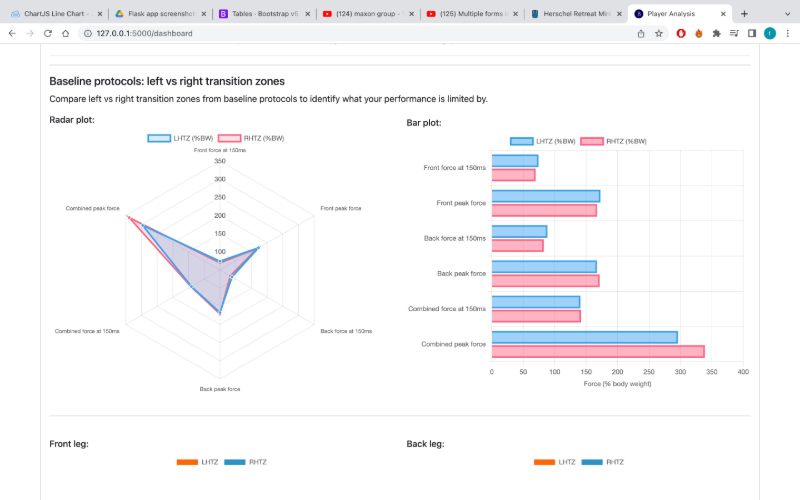 ChartJS Line Chart -
Flask app screenshot
Tables · Bootstrap v5
(124) maxon group -
(125) Multiple forms
Herschel Retreat Mini
Player Analysis
127.0.0.1:5000/dashboard
Baseline protocols: left vs right transition zones
Compare left vs right transition zones from baseline protocols to identify what your performance is limited by.
Radar plot:
LHTZ (%BW) RHTZ (%BW)
Front force at 150ms
350
300
250
200
150
100
Front peak force
Back force at 150ms
Back peak force
Combined force at 150ms
Combined peak force
Bar plot:
LHTZ (%BW) RHTZ (%BW)
Front force at 150ms
Front peak force
Back force at 150ms
Back peak force
Combined force at 150ms
Combined peak force
0 50 100 150 200 250 300 350 400
Force (% body weight)
Front leg:
LHTZ RHTZ
Back leg:
LHTZ RHTZ